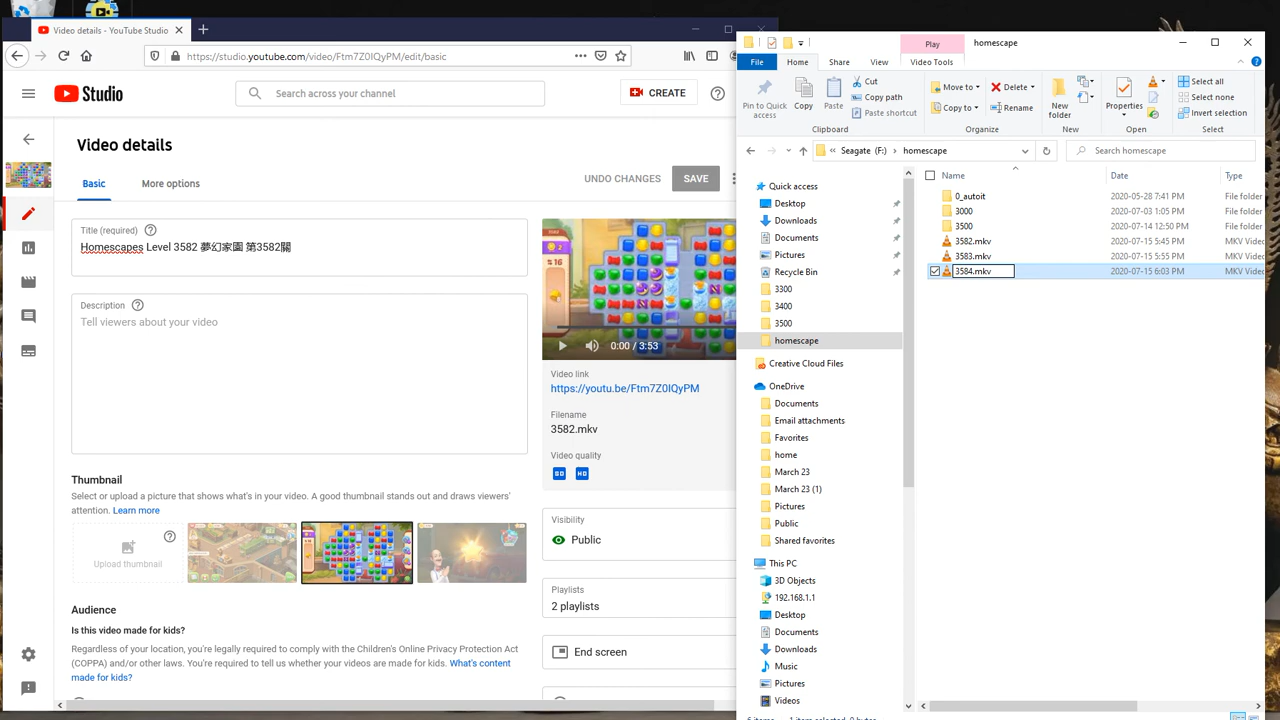 Video details - YouTube Studio
https://studio.youtube.com/video/Ftm7Z0IQyPM/edit/basic
Studio
Search across your channel
CREATE
Video details
Basic
More options
UNDO CHANGES
SAVE
Title (required)
Homescapes Level 3582 夢幻家園 第3582關
Description
Tell viewers about your video
16
0:00 / 3:53
Video link
https://youtu.be/Ftm7Z0IQyPM
Filename
3582.mkv
Video quality
SD HD
Thumbnail
Select or upload a picture that shows what's in your video. A good thumbnail stands out and draws viewers'
attention. Learn more
Upload thumbnail
Visibility
Public
Playlists
2 playlists
End screen
Audience
Is this video made for kids?
Regardless of your location, you're legally required to comply with the Children's Online Privacy Protection Act
(COPPA) and/or other laws. You're required to tell us whether your videos are made for kids. What's content
made for kids?
Play
homescape
File
Home
Share
View
Video Tools
Pin to Quick
access
Copy
Paste
Cut
Copy path
Paste shortcut
Clipboard
Move to
Copy to
Delete
Rename
Organize
New
folder
New
Properties
Open
Select all
Select none
Invert selection
Select
Seagate (F:)
homescape
Search homescape
Name
Date
Type
0_autoit 2020-05-28 7:41 PM File folder
3000 2020-07-03 1:05 PM File folder
3500 2020-07-14 12:50 PM File folder
3582.mkv 2020-07-15 5:45 PM MKV Video
3583.mkv 2020-07-15 5:55 PM MKV Video
3584.mkv 2020-07-15 6:03 PM MKV Video
Quick access
Desktop
Downloads
Documents
Pictures
Recycle Bin
3300
3400
3500
homescape
Creative Cloud Files
OneDrive
Documents
Email attachments
Favorites
home
March 23
March 23 (1)
Pictures
Public
Shared favorites
This PC
3D Objects
192.168.1.1
Desktop
Documents
Downloads
Music
Pictures
Videos
6 items 1 item selected 0 bytes